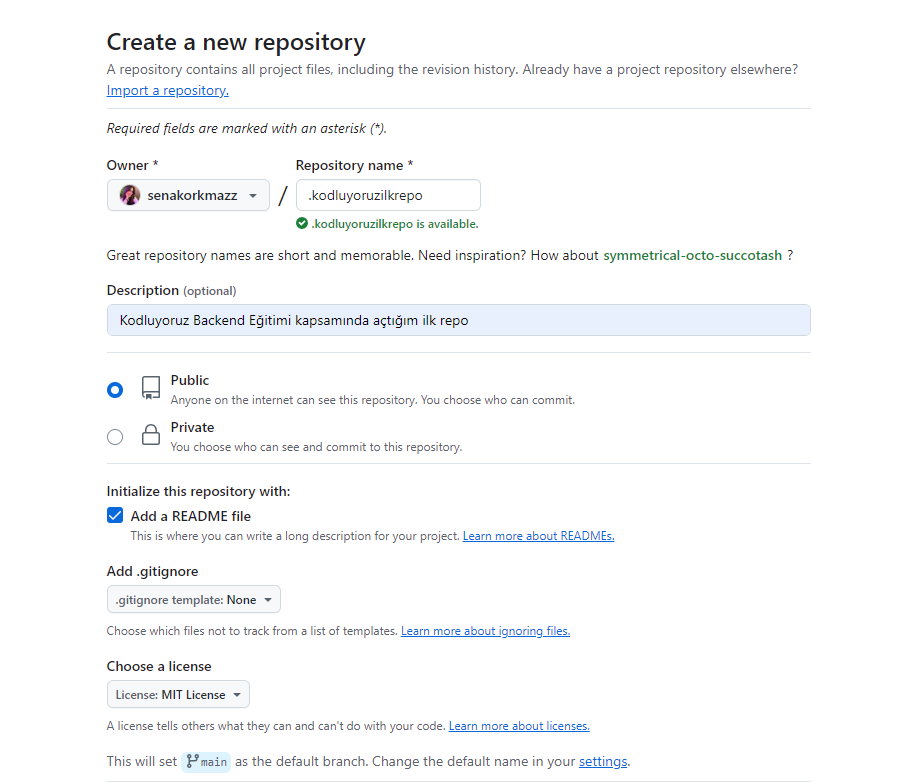 Create a new repository
A repository contains all project files, including the revision history. Already have a project repository elsewhere?
Import a repository.
Required fields are marked with an asterisk (*).
Owner * Repository name *
senakorkmazz / .kodluyoruzilkrepo
.kodluyoruzilkrepo is available.
Great repository names are short and memorable. Need inspiration? How about symmetrical-octo-succotash ?
Description (optional)
Kodluyoruz Backend Eğitimi kapsamında açtığım ilk repo
Public
Anyone on the internet can see this repository. You choose who can commit.
Private
You choose who can see and commit to this repository.
Initialize this repository with:
Add a README file
This is where you can write a long description for your project. Learn more about READMEs.
Add .gitignore
.gitignore template: None
Choose which files not to track from a list of templates. Learn more about ignoring files.
Choose a license
License: MIT License
A license tells others what they can and can't do with your code. Learn more about licenses.
This will set main as the default branch. Change the default name in your settings.